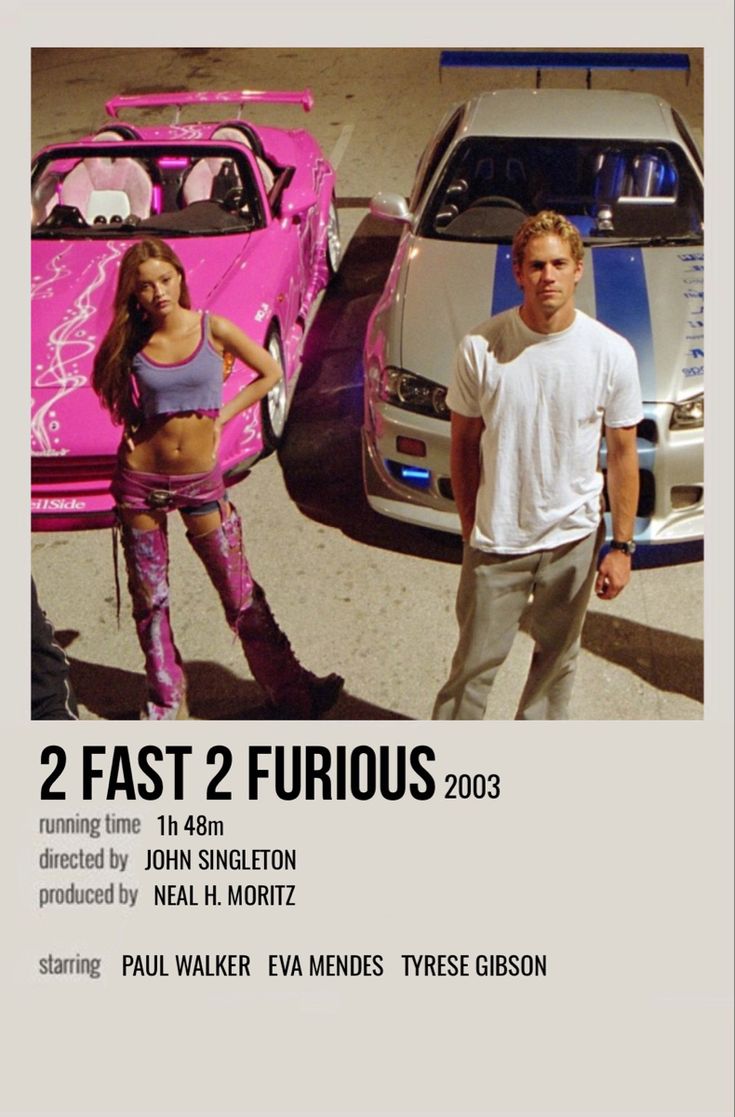 eilSide
2 FAST 2 FURIOUS 2003
running time 1h 48m
directed by JOHN SINGLETON
produced by NEAL H. MORITZ
starring PAUL WALKER EVA MENDES TYRESE GIBSON